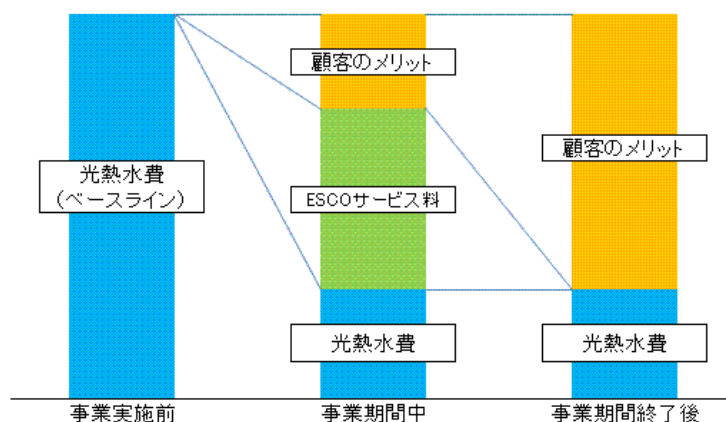 顧客のメリット
光熱水費
(ベースライン)
顧客のメリット
ESCOサービス料
光熱水費
光熱水費
事業実施前
事業期間中
事業期間終了後